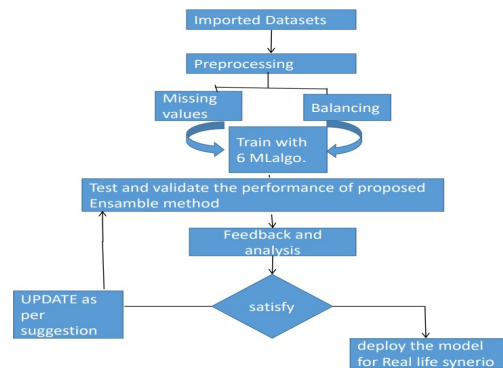 Imported Datasets
Preprocessing
Missing
values
Balancing
Train with
6 MLalgo.
Test and validate the performance of proposed
Ensamble method
Feedback and
analysis
satisfy
UPDATE as
per
suggestion
deploy the model
for Real life synerio